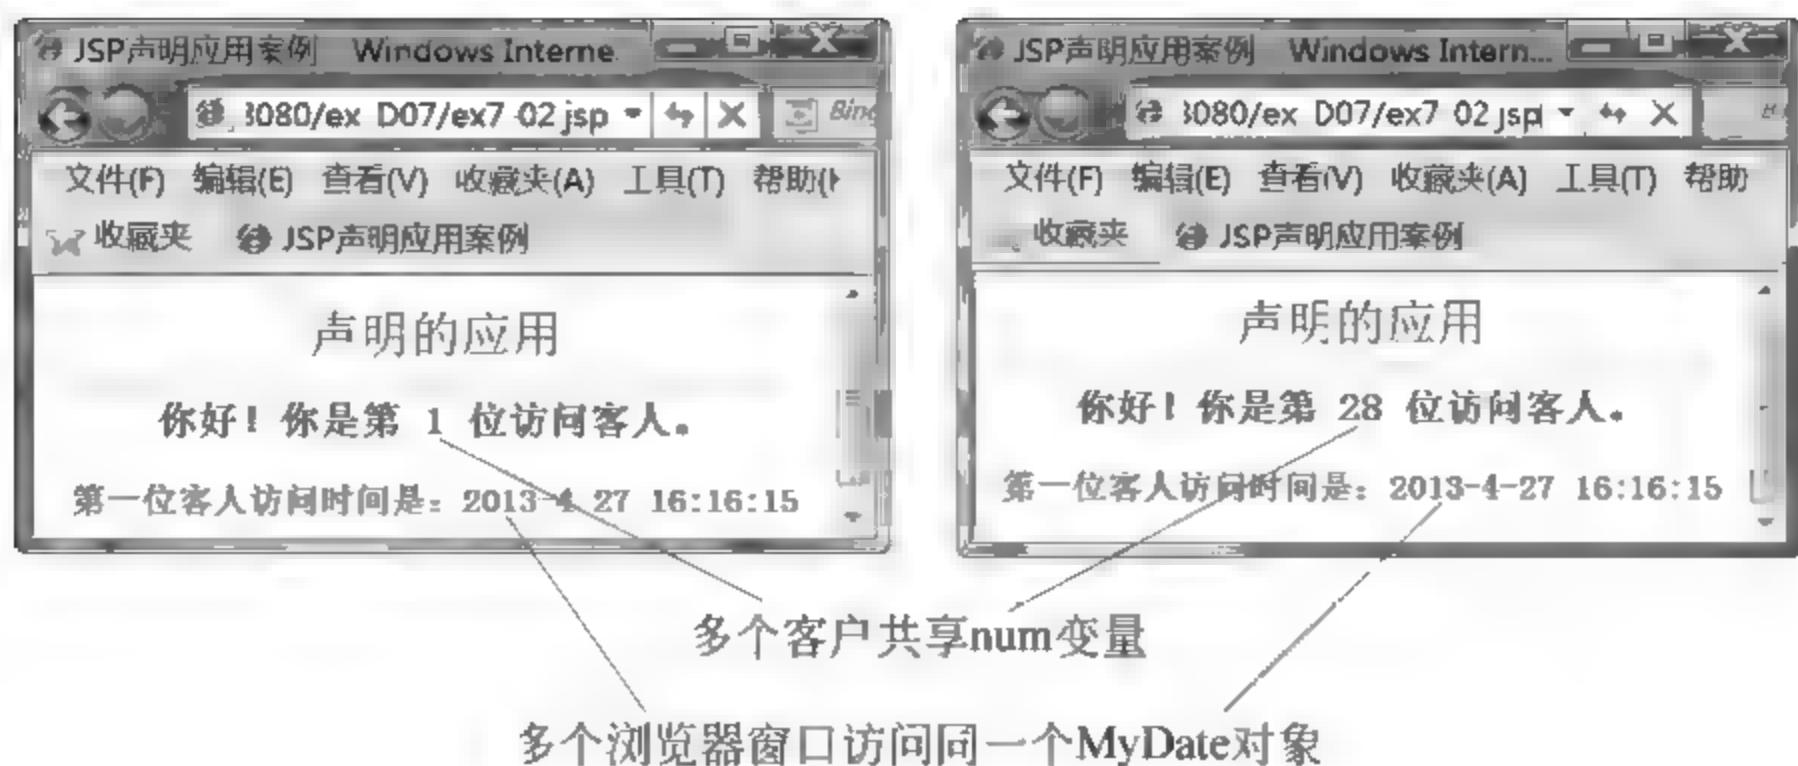 JSP声明应用案例 Windows Interne
3080/ex D07/ex7-02 jsp
Bing
文件(F) 编辑(E) 查看(V) 收藏夹(A) 工具(T) 帮助(H
收藏夹 JSP声明应用案例
声明的应用
你好！你是第 1 位访问客人。
第一位客人访问时间是：2013-4 27 16:16:15
JSP声明应用案例 Windows Intern...
3080/ex D07/ex7 02 jsp
文件(F) 编辑(E) 查看(V) 收藏夹(A) 工具(T) 帮助
收藏夹 JSP声明应用案例
声明的应用
你好！你是第 28 位访问客人。
第一位客人访问时间是：2013-4-27 16:16:15
多个客户共享num变量
多个浏览器窗口访问同一个MyDate对象